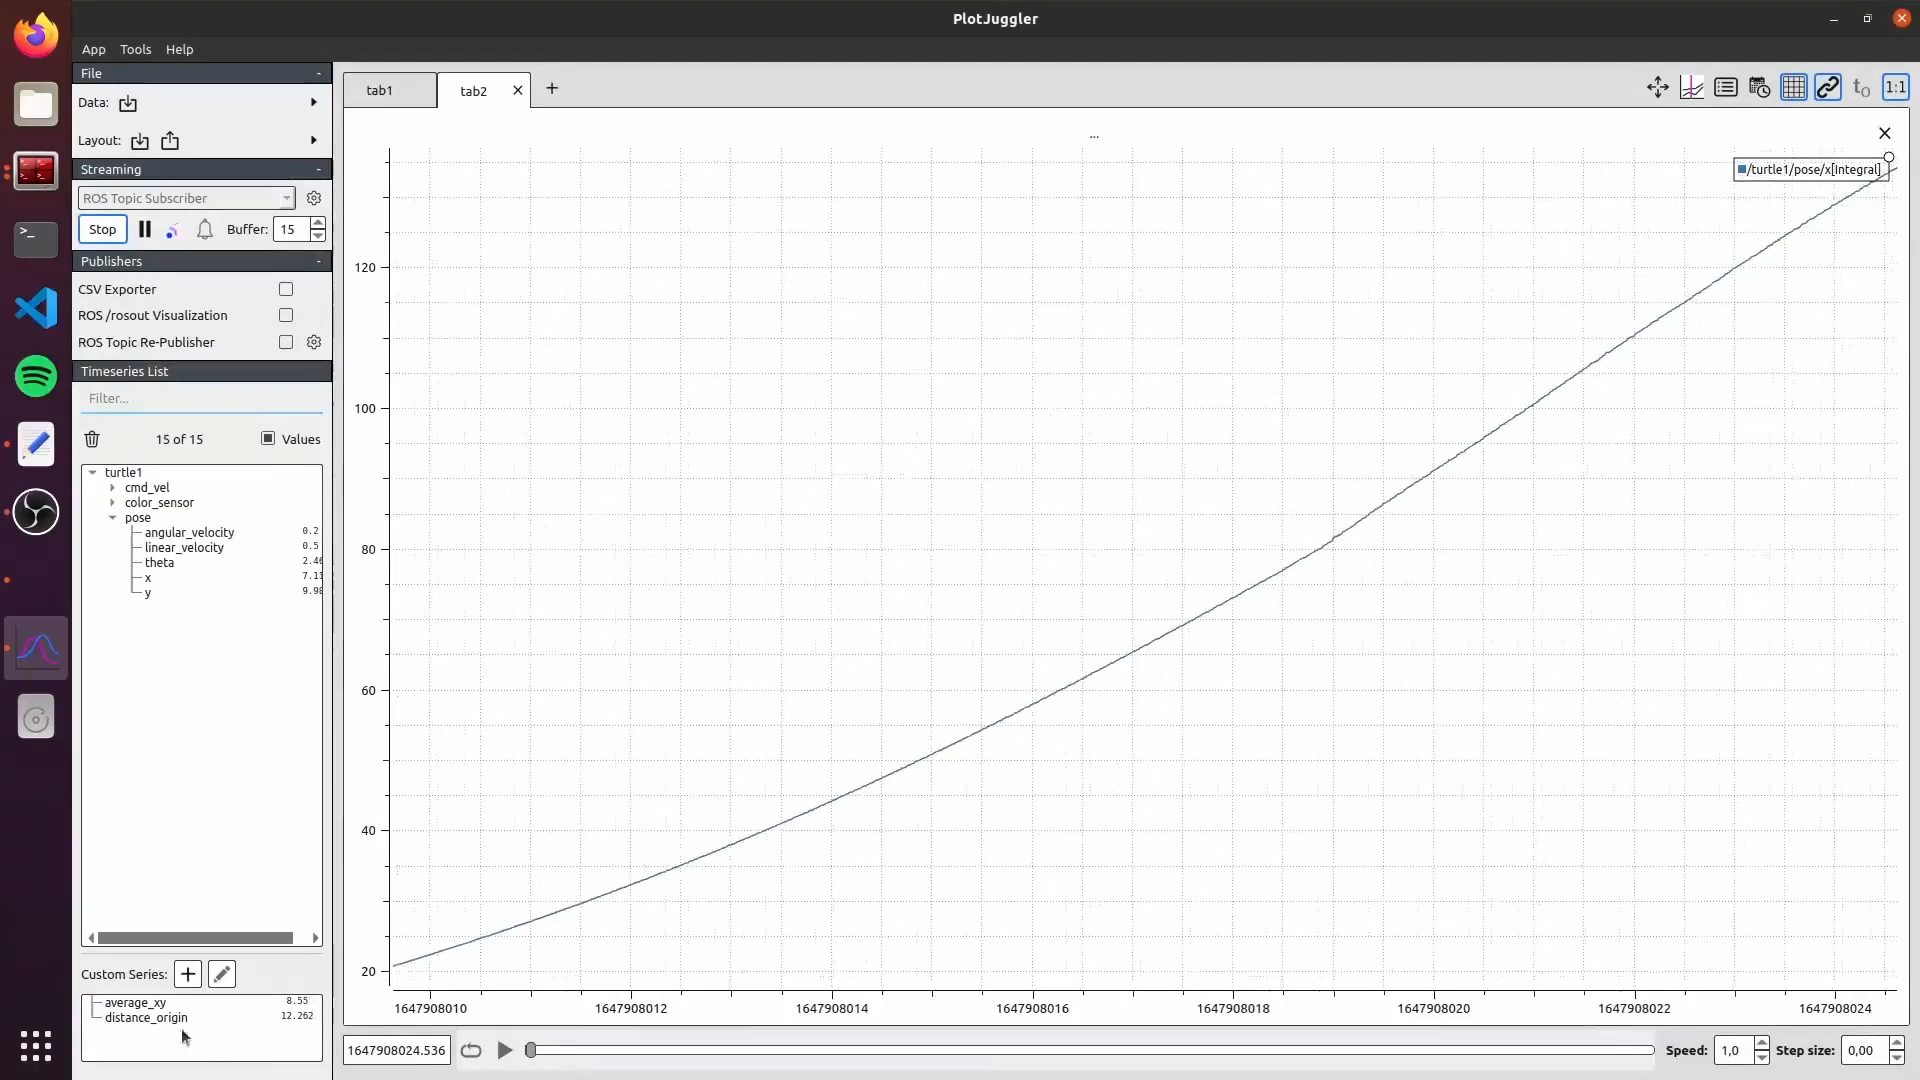 PlotJuggler
App Tools Help
File -
Data:
Layout:
Streaming -
ROS Topic Subscriber
Stop Buffer: 15
Publishers -
CSV Exporter
ROS /rosout Visualization
ROS Topic Re-Publisher
Timeseries List
Filter...
15 of 15 Values
turtle1
cmd_vel
color_sensor
pose
angular_velocity 0.2
linear_velocity 0.5
theta
x
y
Custom Series:
average_xy 8.55
distance_origin 12.262
tab1 tab2
t0 1:1
...
/turtle1/pose/x[Integral]
120
100
80
60
40
20
1647908010 1647908012 1647908014 1647908016 1647908018 1647908020 1647908022 1647908024
1647908024.536 Speed: 1,0 Step size: 0,00